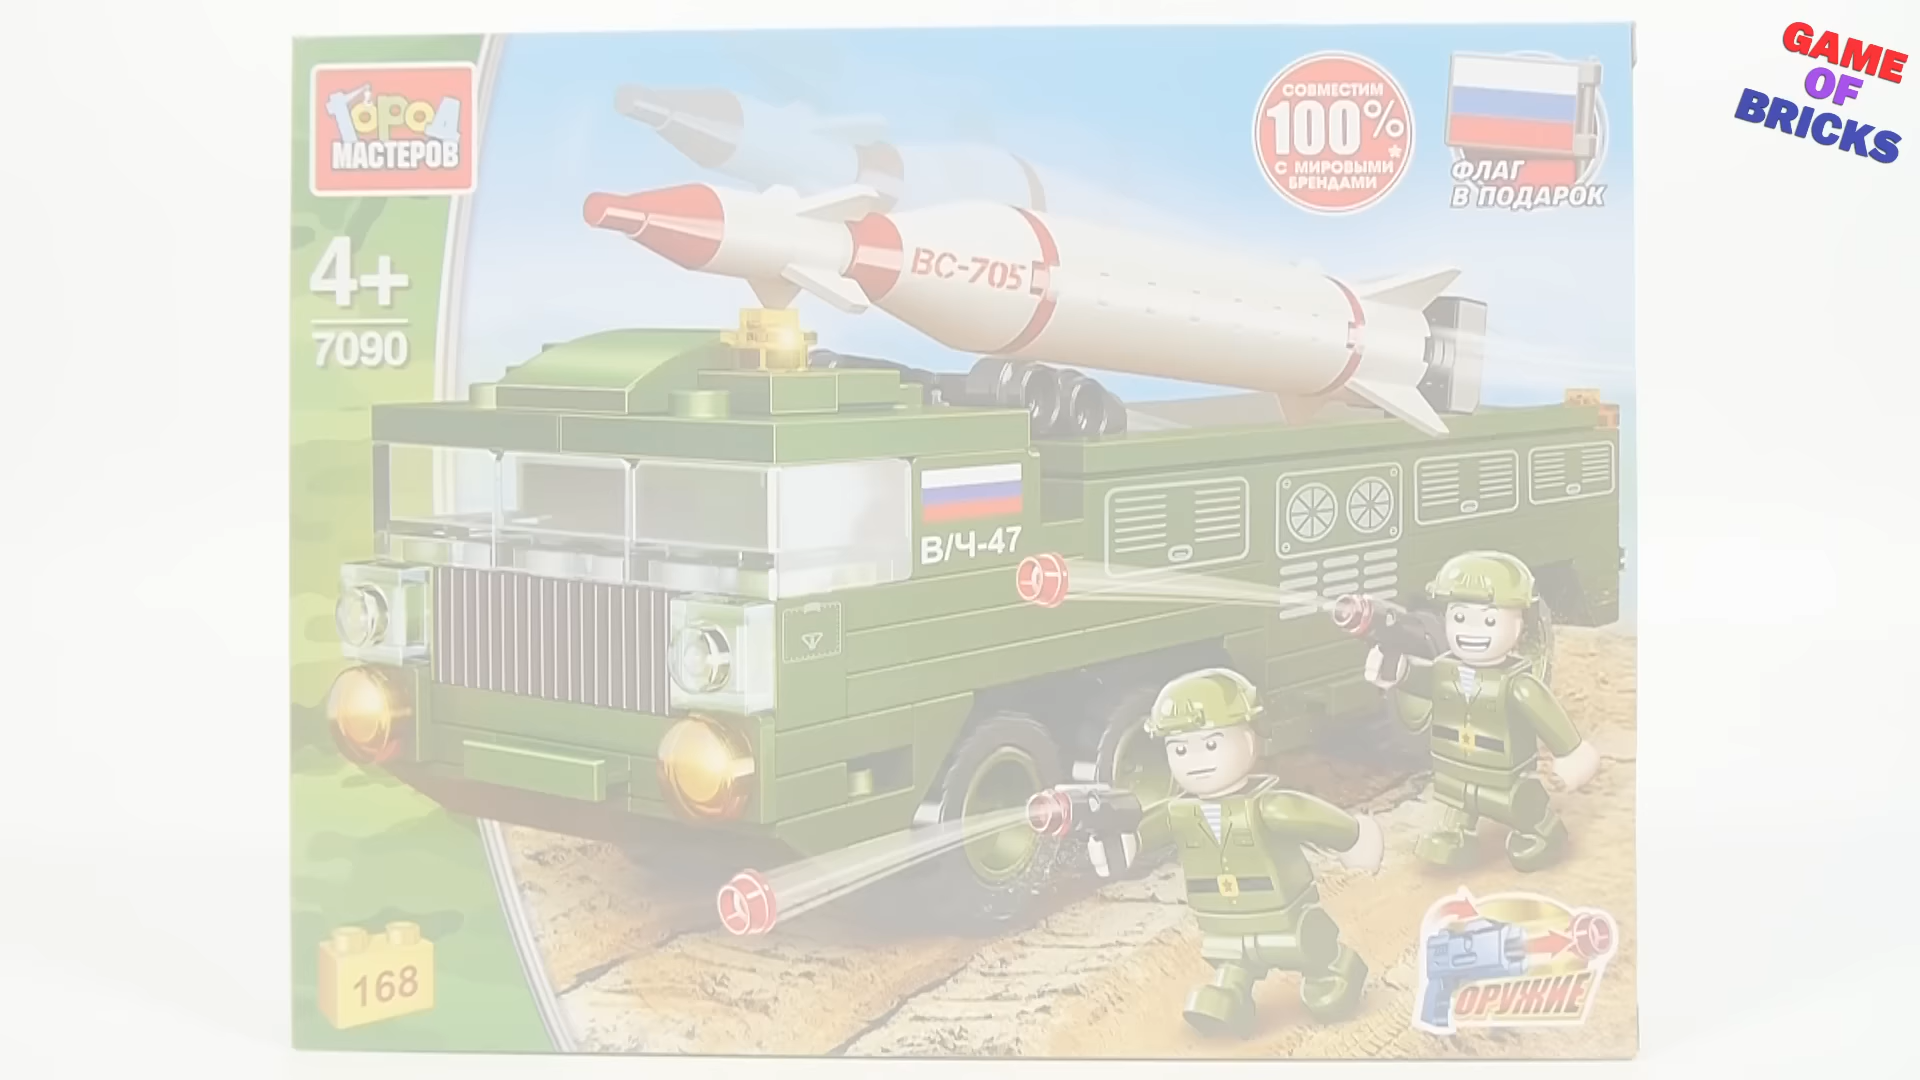 ГОРОД
МАСТЕРОВ
4+
7090
СОВМЕСТИМ
100%
С МИРОВЫМИ
БРЕНДАМИ
ФЛАГ
В ПОДАРОК
GAME
OF
BRICKS
ВС-705
В/Ч-47
168
ОРУЖИЕ